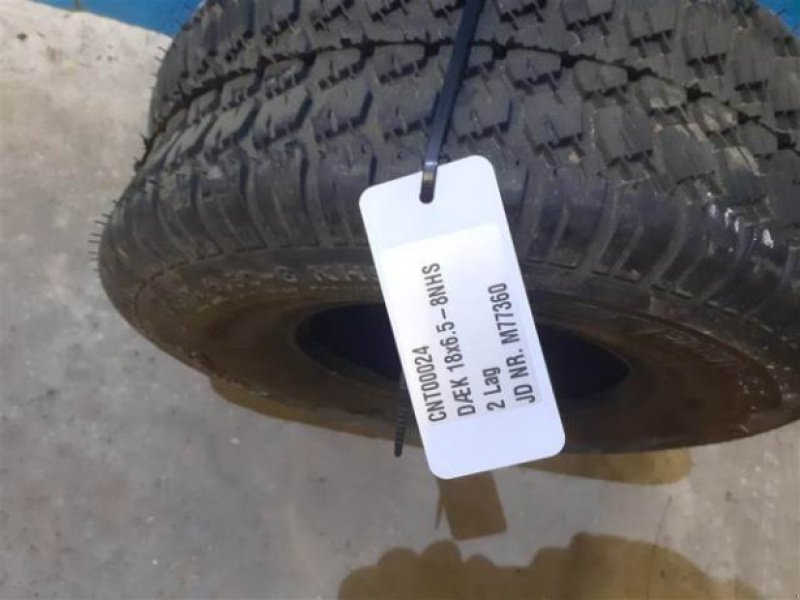 CNT00024
DÆK 18x6.5–8NHS
2 Lag
JD NR. M77360